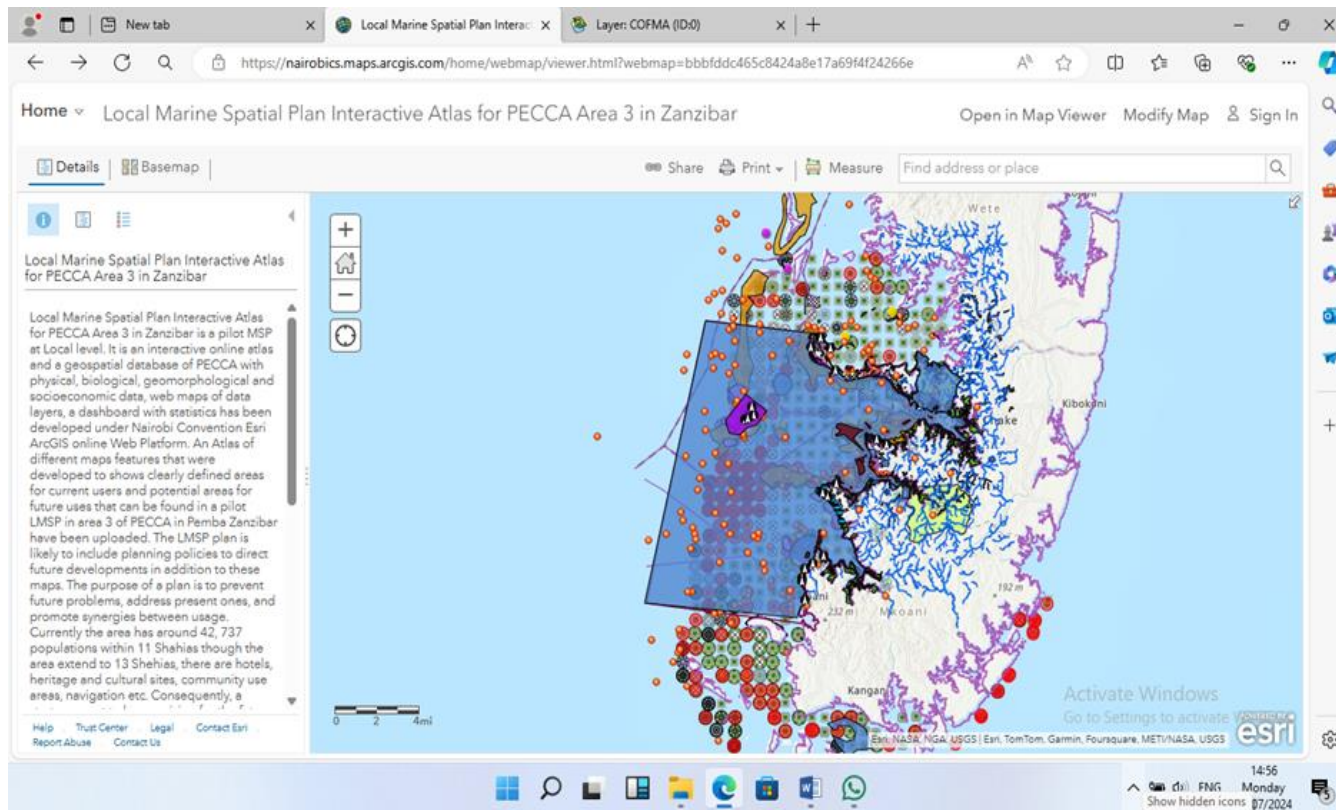 New tab
Local Marine Spatial Plan Interac
Layer: COFMA (ID:0)
https://nairobics.maps.arcgis.com/home/webmap/viewer.html?webmap=bbbfddc465c8424a8e17a69f4f24266e
Home Local Marine Spatial Plan Interactive Atlas for PECCA Area 3 in Zanzibar
Open in Map Viewer Modify Map Sign In
Details Basemap
Share Print Measure Find address or place
Local Marine Spatial Plan Interactive Atlas
for PECCA Area 3 in Zanzibar
Local Marine Spatial Plan Interactive Atlas
for PECCA Area 3 in Zanzibar is a pilot MSP
at Local level. It is an interactive online atlas
and a geospatial database of PECCA with
physical, biological, geomorphological and
socioeconomic data, web maps of data
layers, a dashboard with statistics has been
developed under Nairobi Convention Esri
ArcGIS online Web Platform. An Atlas of
different maps features that were
developed to shows clearly defined areas
for current users and potential areas for
future uses that can be found in a pilot
LMSP in area 3 of PECCA in Pemba Zanzibar
have been uploaded. The LMSP plan is
likely to include planning policies to direct
future developments in addition to these
maps. The purpose of a plan is to prevent
future problems, address present ones, and
promote synergies between usage.
Currently the area has around 42, 737
populations within 11 Shahias though the
area extend to 13 Shehias, there are hotels,
heritage and cultural sites, community use
areas, navigation etc. Consequently, a
Help Trust Center Legal Contact Esri
Report Abuse Contact Us
Wete
Kibokoni
Chake
192 m
232 m
Mkoani
Kangani
0 2 4mi
Activate Windows
Go to Settings to activate
POWERED BY
esri
Esri, NASA, NGA, USGS | Esri, TomTom, Garmin, Foursquare, METI/NASA, USGS
ENG
14:56
Monday
07/2024
Show hidden icons
5